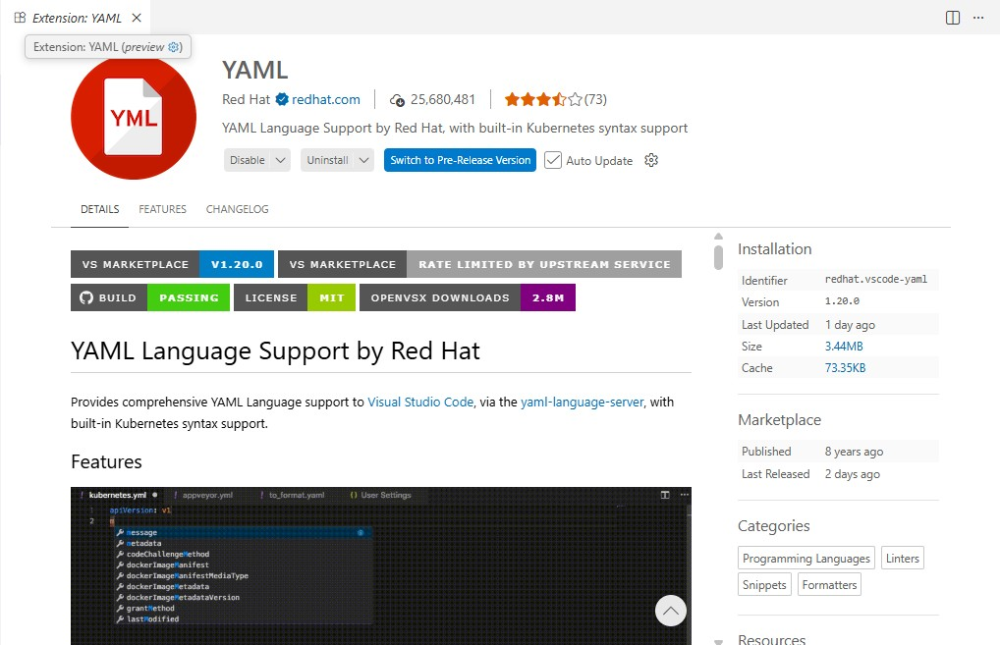 Extension: YAML
Extension: YAML (preview)
YML
YAML
Red Hat redhat.com 25,680,481 (73)
YAML Language Support by Red Hat, with built-in Kubernetes syntax support
Disable Uninstall Switch to Pre-Release Version Auto Update
DETAILS FEATURES CHANGELOG
VS MARKETPLACE V1.20.0 VS MARKETPLACE RATE LIMITED BY UPSTREAM SERVICE
BUILD PASSING LICENSE MIT OPENVSX DOWNLOADS 2.8M
YAML Language Support by Red Hat
Provides comprehensive YAML Language support to Visual Studio Code, via the yaml-language-server, with
built-in Kubernetes syntax support.
Features
kubernetes.yml appveyor.yml to_format.yaml User Settings
1 apiVersion: v1
2 m
message
metadata
codeChallengeMethod
dockerImageManifest
dockerImageManifestMediaType
dockerImageMetadata
dockerImageMetadataVersion
grantMethod
lastModified
Installation
Identifier redhat.vscode-yaml
Version 1.20.0
Last Updated 1 day ago
Size 3.44MB
Cache 73.35KB
Marketplace
Published 8 years ago
Last Released 2 days ago
Categories
Programming Languages Linters
Snippets Formatters
Resources